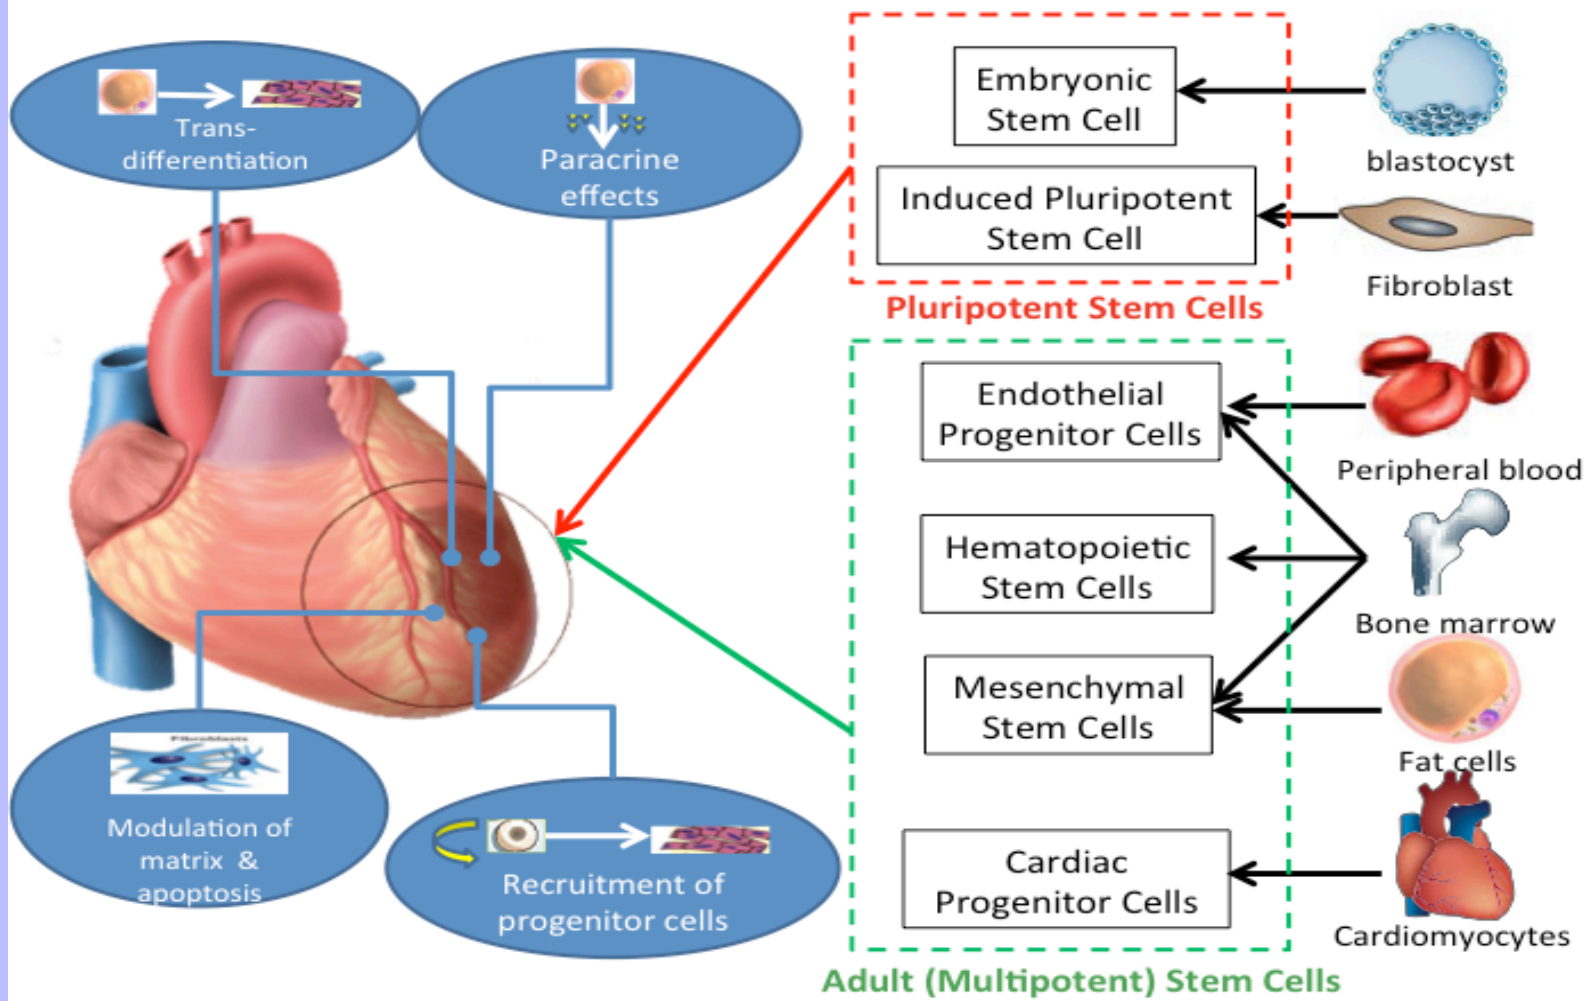 Trans-
differentiation
Paracrine
effects
Embryonic
Stem Cell
blastocyst
Induced Pluripotent
Stem Cell
Fibroblast
Pluripotent Stem Cells
Endothelial
Progenitor Cells
Peripheral blood
Hematopoietic
Stem Cells
Bone marrow
Mesenchymal
Stem Cells
Fat cells
Cardiac
Progenitor Cells
Cardiomyocytes
Adult (Multipotent) Stem Cells
Fibroblasts
Modulation of
matrix &
apoptosis
Recruitment of
progenitor cells